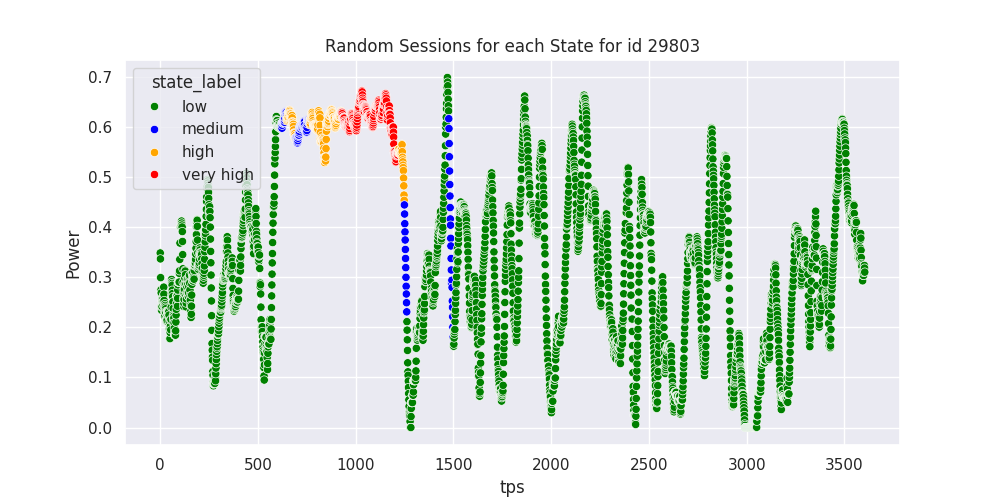 Random Sessions for each State for id 29803
state_label
low
medium
high
very high
Power
0.7
0.6
0.5
0.4
0.3
0.2
0.1
0.0
0
500
1000
1500
2000
2500
3000
3500
tps